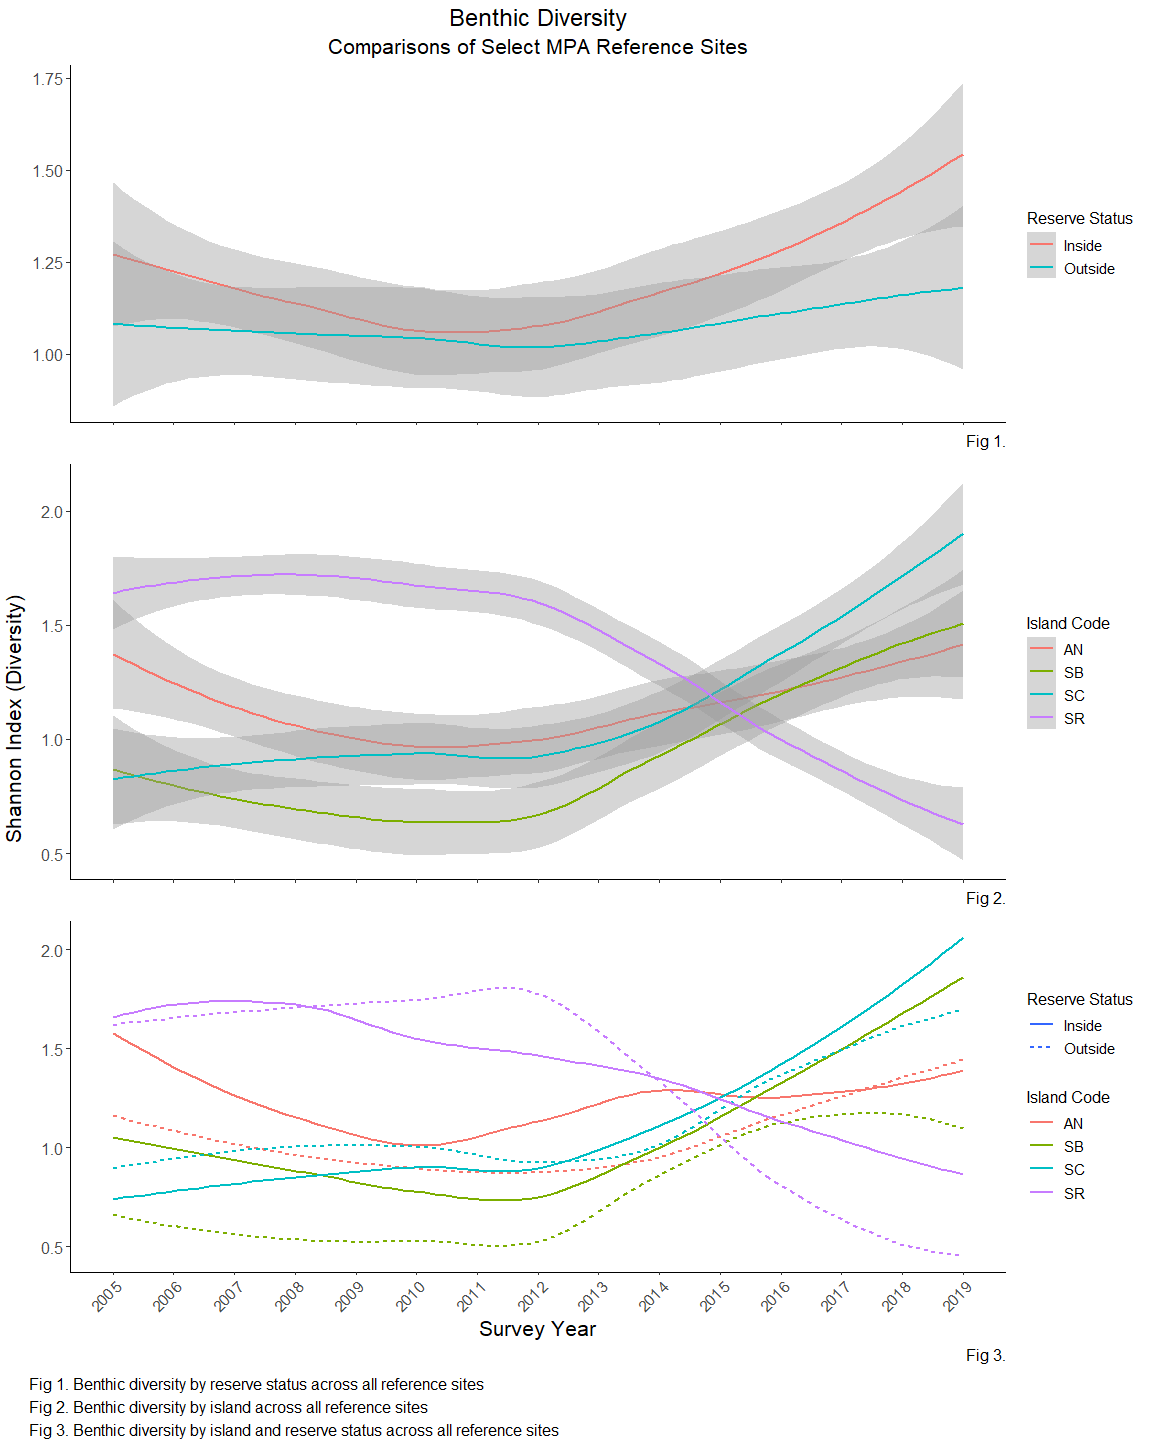 Benthic Diversity
Comparisons of Select MPA Reference Sites
1.75
1.50
1.25
1.00
Reserve Status
Inside
Outside
Fig 1.
Shannon Index (Diversity)
2.0
1.5
1.0
0.5
Island Code
AN
SB
SC
SR
Fig 2.
2.0
1.5
1.0
0.5
Reserve Status
Inside
Outside
Island Code
AN
SB
SC
SR
2005 2006 2007 2008 2009 2010 2011 2012 2013 2014 2015 2016 2017 2018 2019
Survey Year
Fig 3.
Fig 1. Benthic diversity by reserve status across all reference sites
Fig 2. Benthic diversity by island across all reference sites
Fig 3. Benthic diversity by island and reserve status across all reference sites